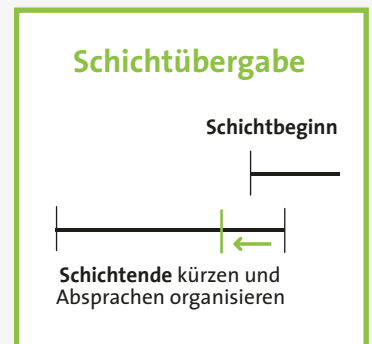 Schichtübergabe
Schichtbeginn
Schichtende kürzen und
Absprachen organisieren